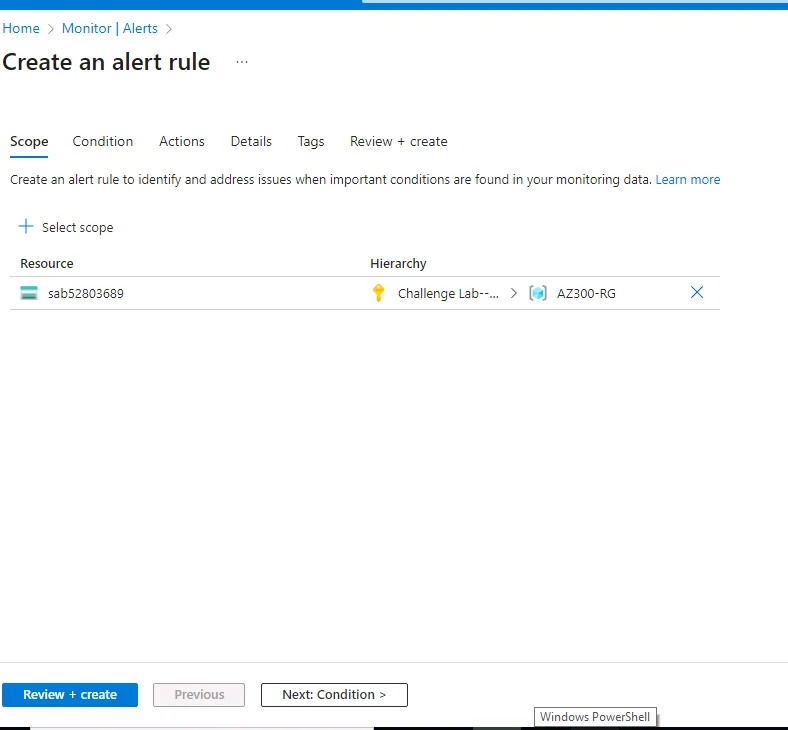 Home > Monitor | Alerts >
Create an alert rule ...
Scope Condition Actions Details Tags Review + create
Create an alert rule to identify and address issues when important conditions are found in your monitoring data. Learn more
+ Select scope
Resource Hierarchy
sab52803689 Challenge Lab--... > AZ300-RG
Review + create Previous Next: Condition >
Windows PowerShell